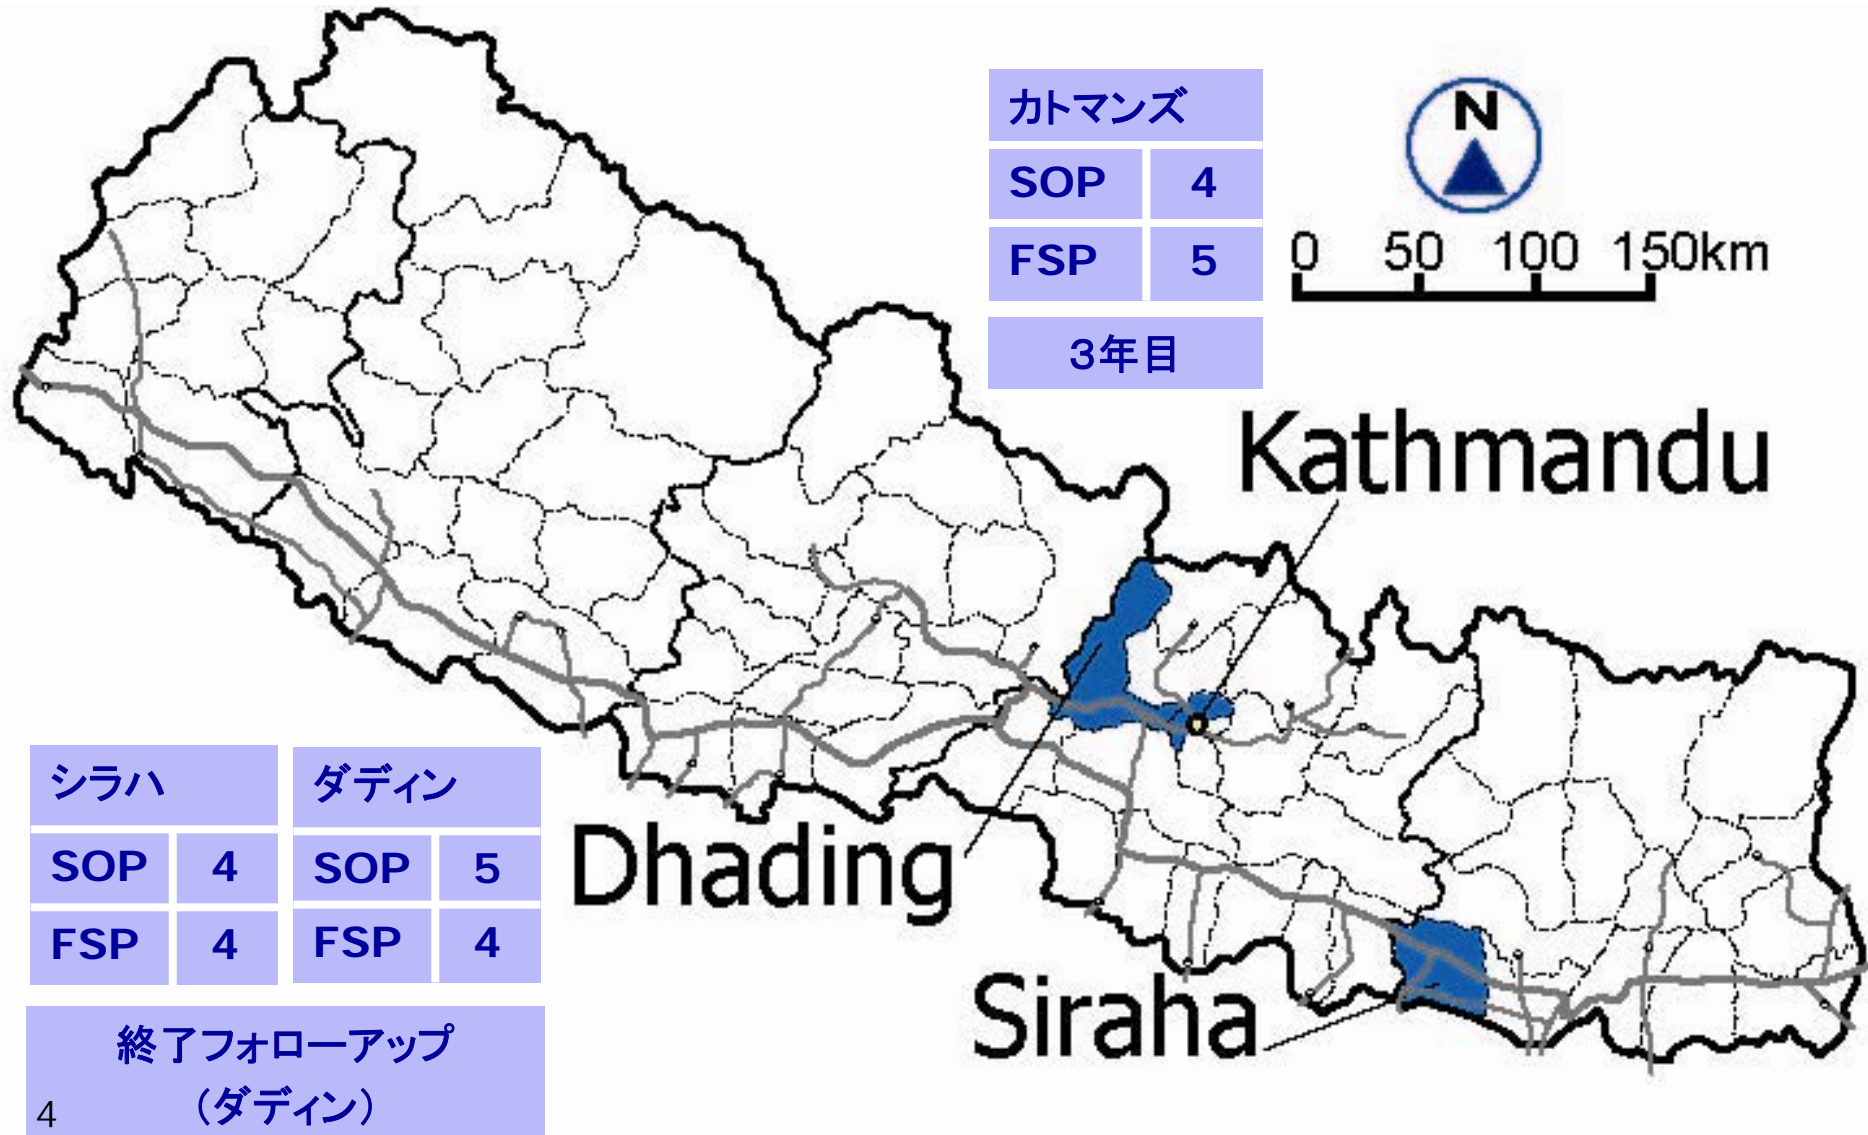 カトマンズ
SOP 4
FSP 5
３年目
N
0 50 100 150km
Kathmandu
Dhading
Siraha
シラハ
SOP 4
FSP 4
ダディン
SOP 5
FSP 4
終了フォローアップ
（ダディン）
4